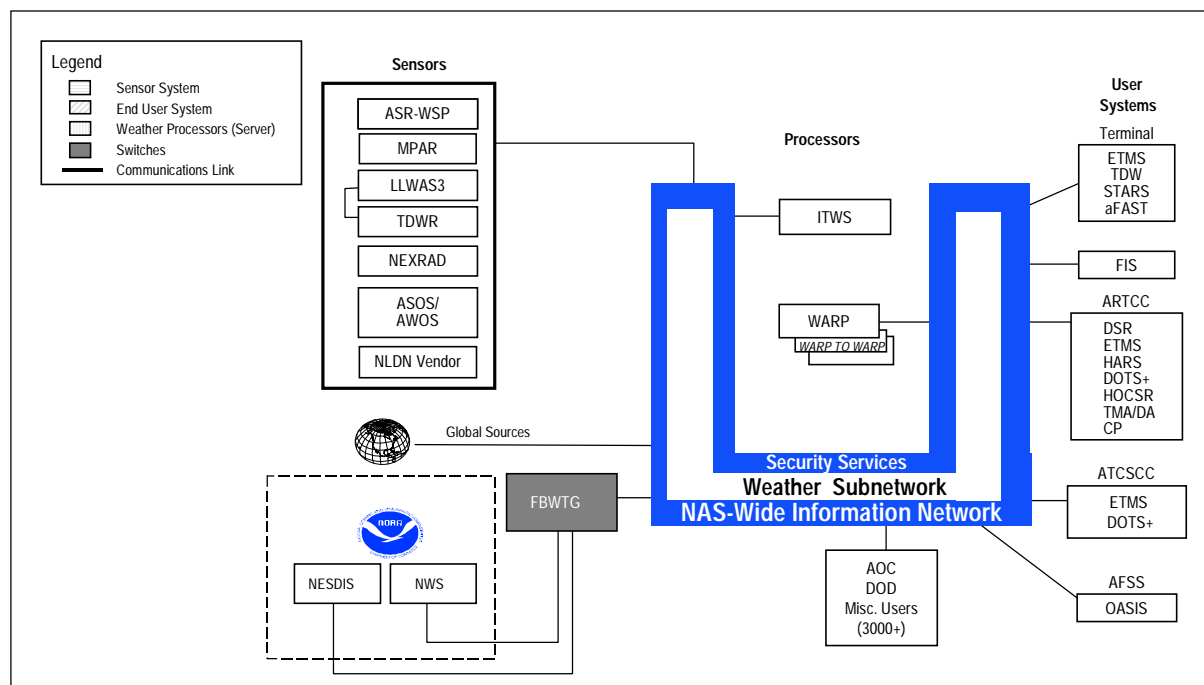 Legend
Sensor System
End User System
Weather Processors (Server)
Switches
Communications Link
Sensors
ASR-WSP
MPAR
LLWAS3
TDWR
NEXRAD
ASOS/
AWOS
NLDN Vendor
Processors
ITWS
WARP
WARP TO WARP
User
Systems
Terminal
ETMS
TDW
STARS
aFAST
FIS
ARTCC
DSR
ETMS
HARS
DOTS+
HOCSR
TMA/DA
CP
ATCSCC
ETMS
DOTS+
AFSS
OASIS
Global Sources
FBWTG
Security Services
Weather Subnetwork
NAS-Wide Information Network
NOAA
NESDIS
NWS
AOC
DOD
Misc. Users
(3000+)